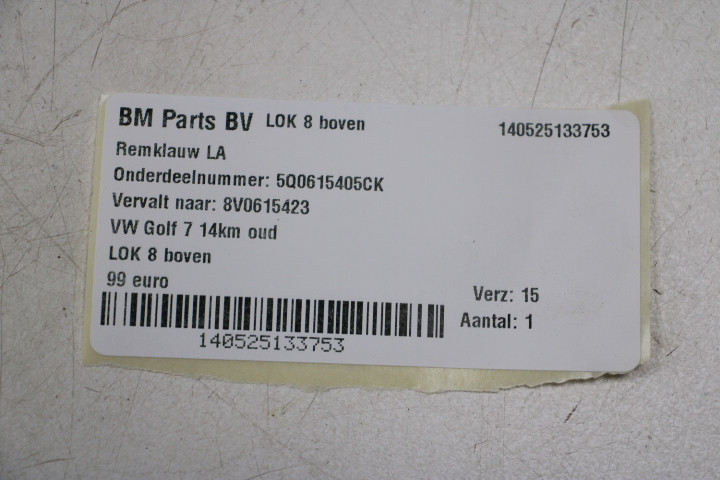 BM Parts BV LOK 8 boven 140525133753
Remklauw LA
Onderdeelnummer: 5Q0615405CK
Vervalt naar: 8V0615423
VW Golf 7 14km oud
LOK 8 boven
99 euro
Verz: 15
Aantal: 1
140525133753